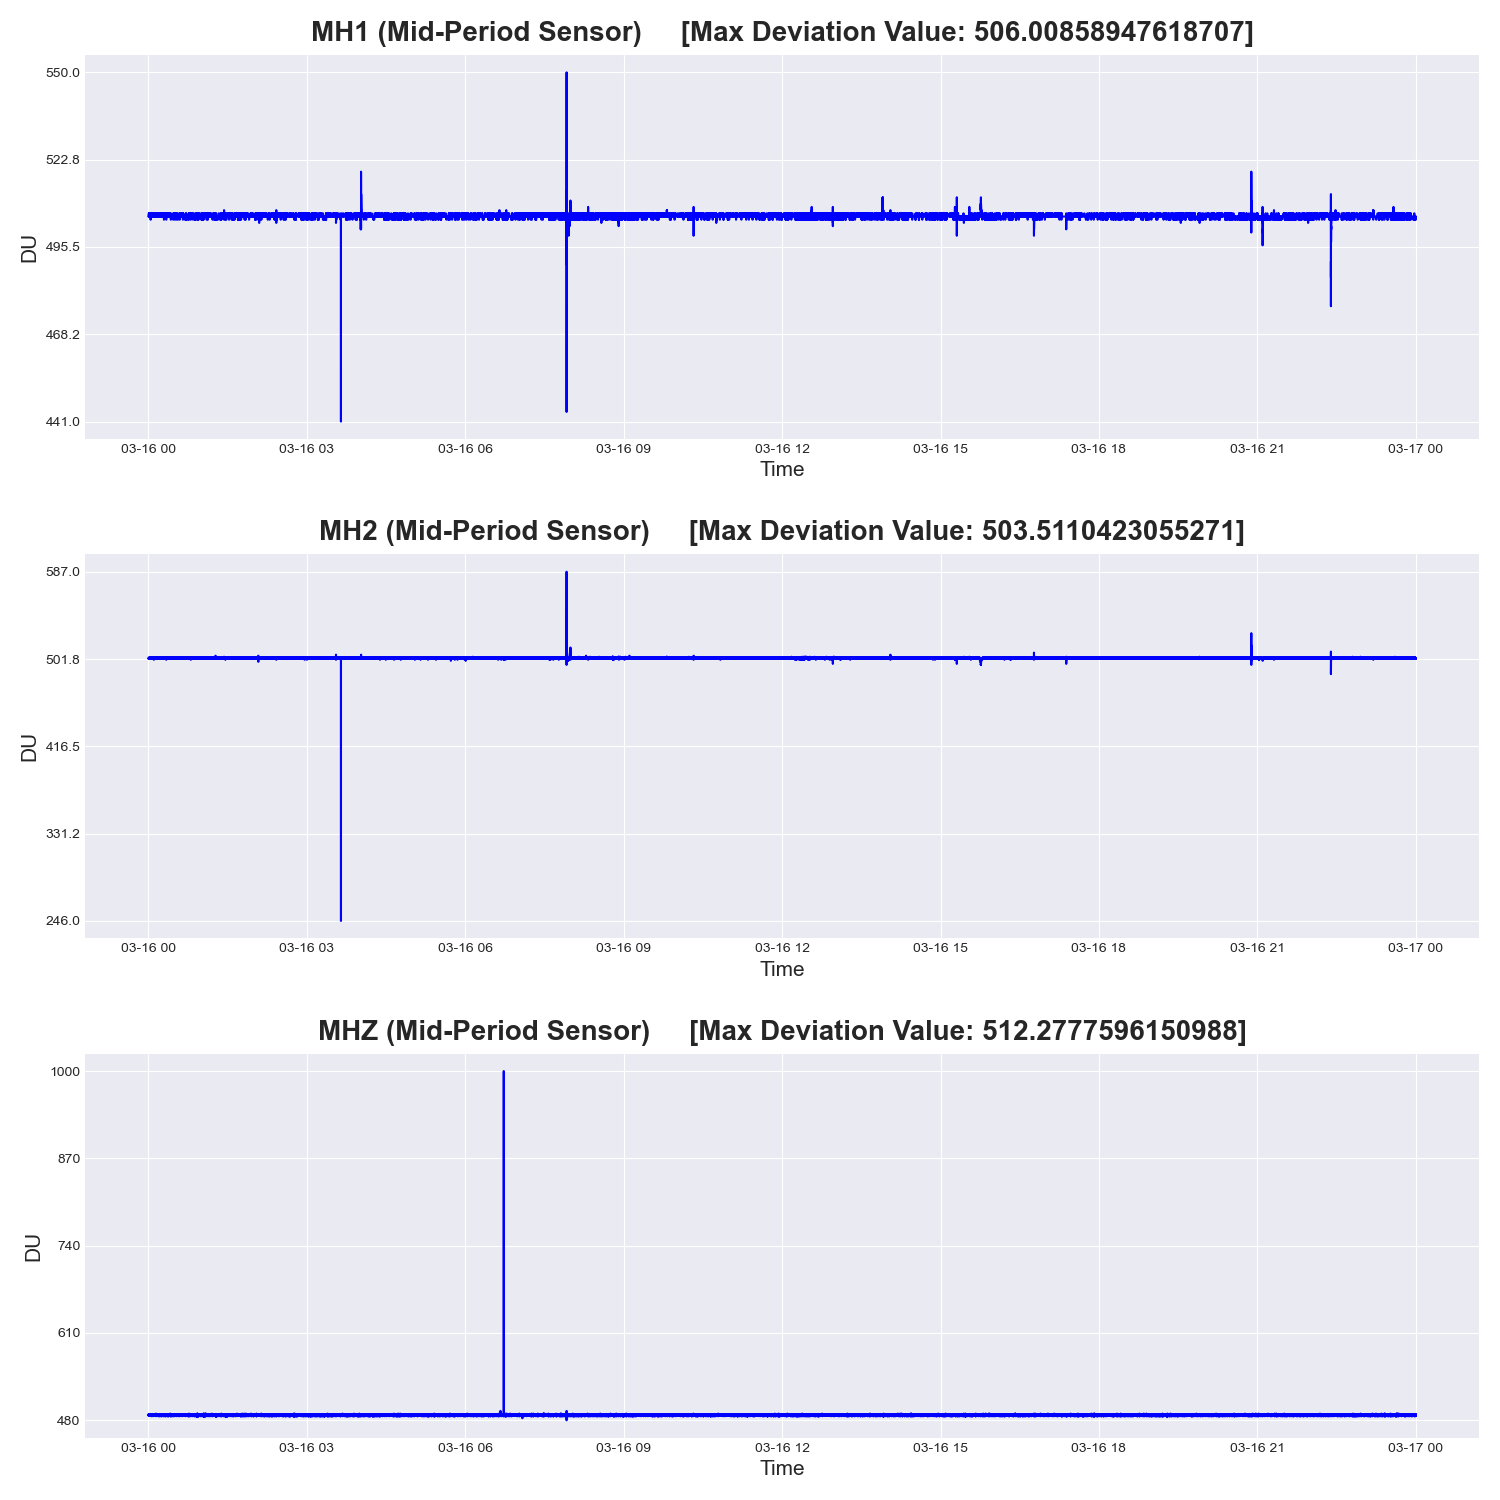 MH1 (Mid-Period Sensor) [Max Deviation Value: 506.00858947618707]
550.0
522.8
495.5
468.2
441.0
DU
03-16 00 03-16 03 03-16 06 03-16 09 03-16 12 03-16 15 03-16 18 03-16 21 03-17 00
Time
MH2 (Mid-Period Sensor) [Max Deviation Value: 503.5110423055271]
587.0
501.8
416.5
331.2
246.0
DU
03-16 00 03-16 03 03-16 06 03-16 09 03-16 12 03-16 15 03-16 18 03-16 21 03-17 00
Time
MHZ (Mid-Period Sensor) [Max Deviation Value: 512.2777596150988]
1000
870
740
610
480
DU
03-16 00 03-16 03 03-16 06 03-16 09 03-16 12 03-16 15 03-16 18 03-16 21 03-17 00
Time